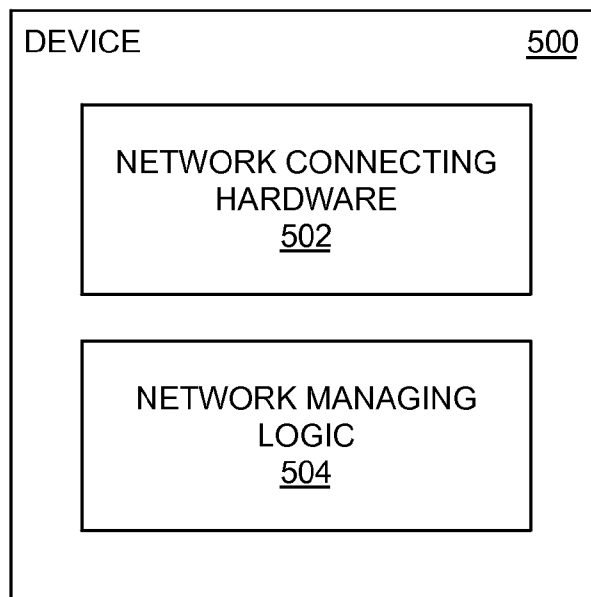 DEVICE 500
NETWORK CONNECTING
HARDWARE
502
NETWORK MANAGING
LOGIC
504